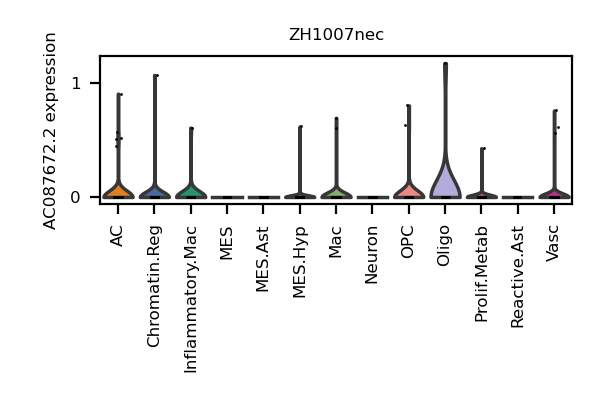 ZH1007nec
AC087672.2 expression
1
0
AC
Chromatin.Reg
Inflammatory.Mac
MES
MES.Ast
MES.Hyp
Mac
Neuron
OPC
Oligo
Prolif.Metab
Reactive.Ast
Vasc